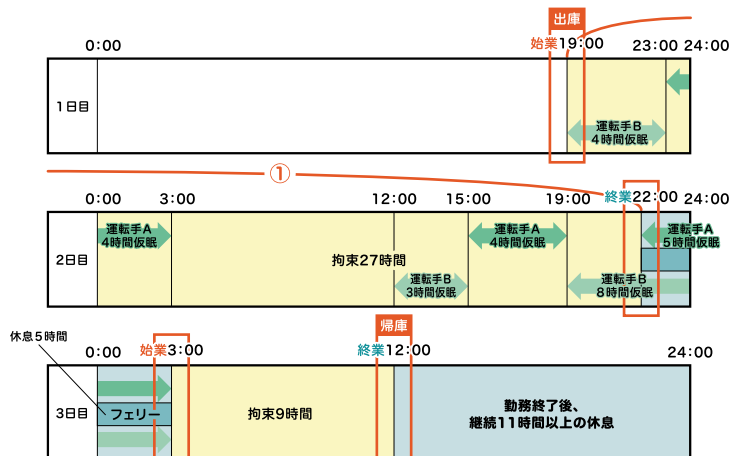 出庫
0:00
始業19:00
23:00
24:00
1日目
運転手B
4時間仮眠
①
0:00
3:00
12:00
15:00
19:00
終業22:00
24:00
運転手A
4時間仮眠
運転手A
4時間仮眠
運転手A
5時間仮眠
2日目
拘束27時間
運転手B
3時間仮眠
運転手B
8時間仮眠
帰庫
休息5時間
0:00
始業3:00
終業12:00
24:00
3日目
フェリー
拘束9時間
勤務終了後、
継続11時間以上の休息